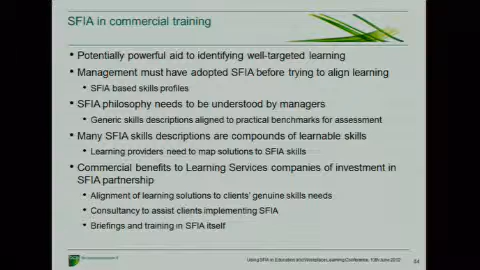 SFIA in commercial training
• Potentially powerful aid to identifying well-targeted learning
• Management must have adopted SFIA before trying to align learning
• SFIA based skills profiles
• SFIA philosophy needs to be understood by managers
• Generic skills descriptions aligned to practical benchmarks for assessment
• Many SFIA skills descriptions are compounds of learnable skills
• Learning providers need to map solutions to SFIA skills
• Commercial benefits to Learning Services companies of investment in
SFIA partnership
• Alignment of learning solutions to clients' genuine skills needs
• Consultancy to assist clients implementing SFIA
• Briefings and training in SFIA itself
Using SFIA in Education and Workplace Learning Conference, 13th June 2012